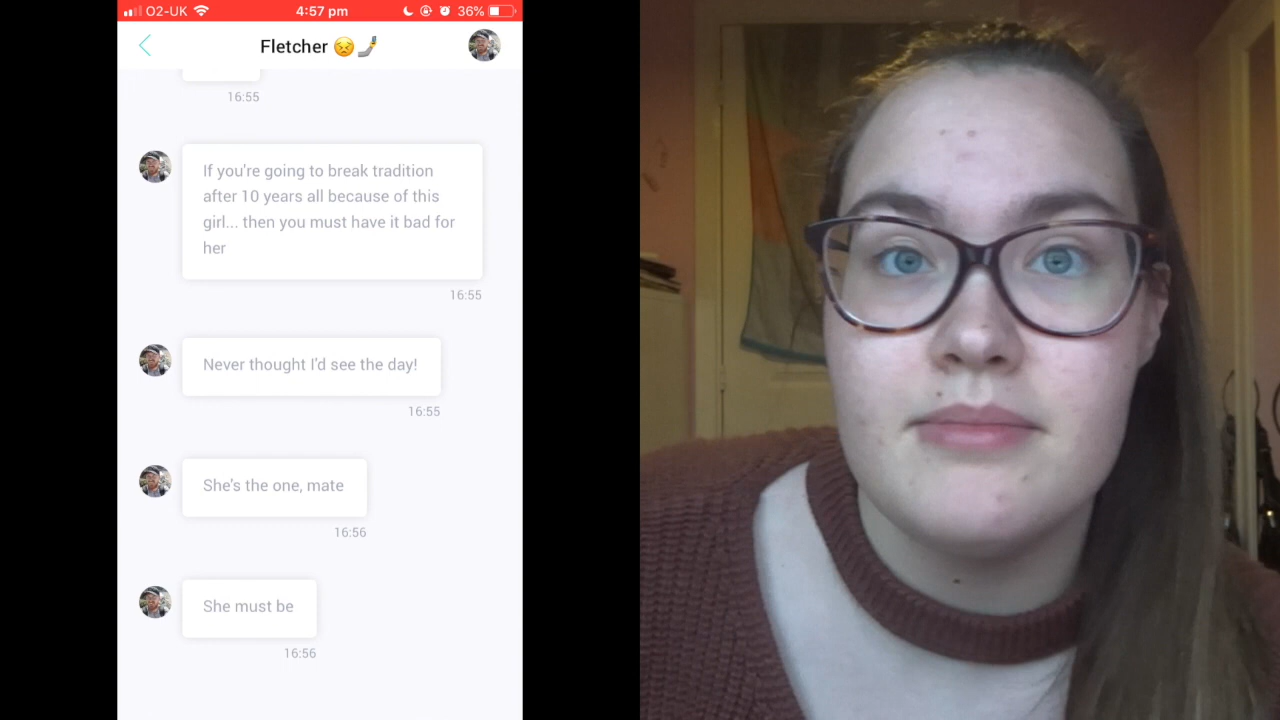 O2-UK 4:57 pm 36%
Fletcher 😣🤳
16:55
If you're going to break tradition
after 10 years all because of this
girl... then you must have it bad for
her
16:55
Never thought I'd see the day!
16:55
She's the one, mate
16:56
She must be
16:56